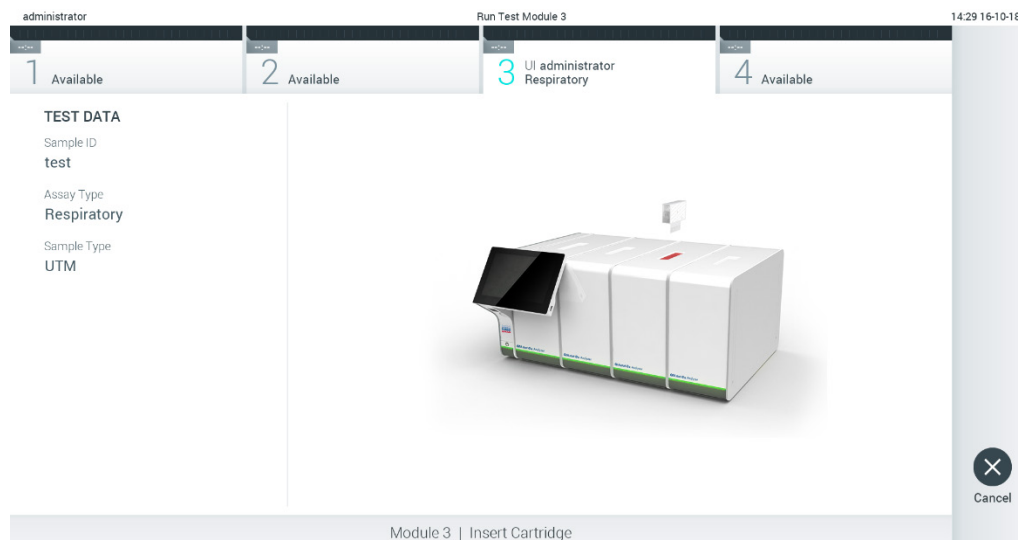 administrator
Run Test Module 3
14:29 16-10-18
--:--
--:--
--:--
--:--
1 Available
2 Available
3 UI administrator
Respiratory
4 Available
TEST DATA
Sample ID
test
Assay Type
Respiratory
Sample Type
UTM
Cancel
Module 3 | Insert Cartridge